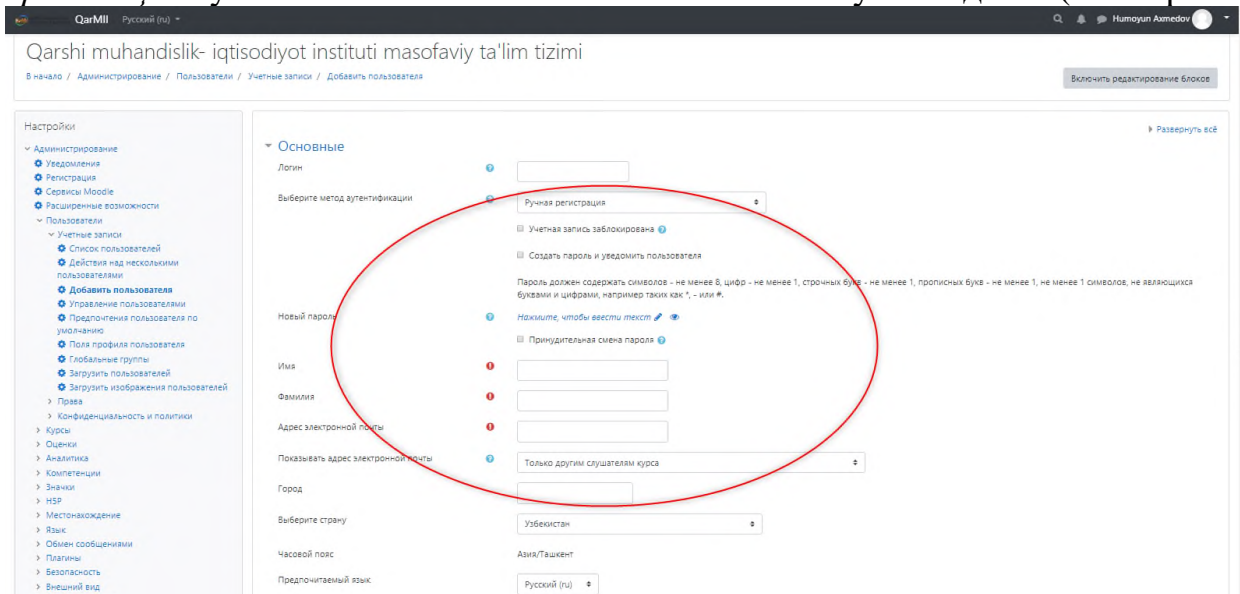 QarMII Русский (ru)
Humoyun Axmedov
Qarshi muhandislik- iqtisodiyot instituti masofaviy ta'lim tizimi
В начало / Администрирование / Пользователи / Учетные записи / Добавить пользователя
Включить редактирование блоков
Настройки
Администрирование
Уведомления
Регистрация
Сервисы Moodle
Расширенные возможности
Пользователи
Учетные записи
Список пользователей
Действия над несколькими
пользователями
Добавить пользователя
Управление пользователями
Предпочтения пользователя по
умолчанию
Поля профиля пользователя
Глобальные группы
Загрузить пользователей
Загрузить изображения пользователей
Права
Конфиденциальность и политики
Курсы
Оценки
Аналитика
Компетенции
Значки
H5P
Местонахождение
Язык
Обмен сообщениями
Плагины
Безопасность
Внешний вид
Развернуть всё
Основные
Логин
Выберите метод аутентификации
Ручная регистрация
Учетная запись заблокирована
Создать пароль и уведомить пользователя
Пароль должен содержать символов - не менее 8, цифр - не менее 1, строчных букв - не менее 1, прописных букв - не менее 1, не менее 1 символов, не являющихся
буквами и цифрами, например таких как *, - или #.
Новый пароль
Нажмите, чтобы ввести текст
Принудительная смена пароля
Имя
Фамилия
Адрес электронной почты
Показывать адрес электронной почты
Только другим слушателям курса
Город
Выберите страну
Узбекистан
Часовой пояс
Азия/Ташкент
Предпочитаемый язык
Русский (ru)